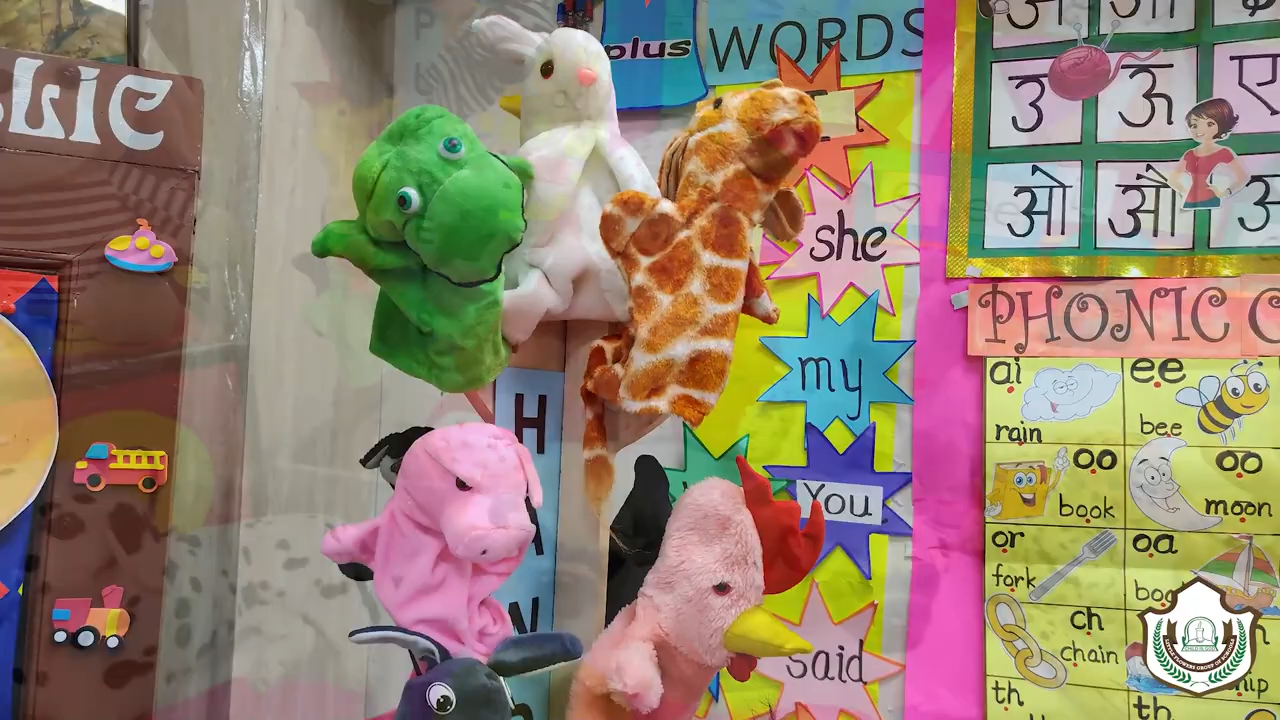 LIC
plus
WORDS
she
my
You
said
H
A
N
उ ऊ ए
ओ औ
PHONIC
ai
rain
ee
bee
oo
book
oo
moon
or
fork
oa
ch
chain
th
th